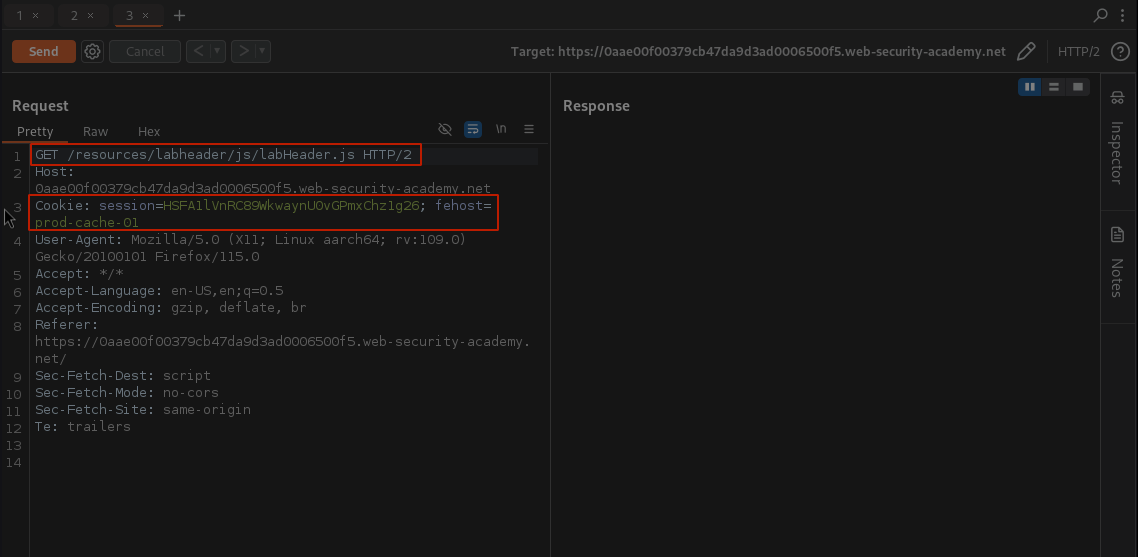 1 × 2 × 3 × +
Send Cancel < > Target: https://0aae00f00379cb47da9d3ad0006500f5.web-security-academy.net HTTP/2 ?
Request
Response
Pretty Raw Hex \n
1 GET /resources/labheader/js/labHeader.js HTTP/2
2 Host:
0aae00f00379cb47da9d3ad0006500f5.web-security-academy.net
3 Cookie: session=HSFA1lVnRC89WkwaynUOvGPmxChz1g26; fehost=
prod-cache-01
4 User-Agent: Mozilla/5.0 (X11; Linux aarch64; rv:109.0)
Gecko/20100101 Firefox/115.0
5 Accept: */*
6 Accept-Language: en-US,en;q=0.5
7 Accept-Encoding: gzip, deflate, br
8 Referer:
https://0aae00f00379cb47da9d3ad0006500f5.web-security-academy.
net/
9 Sec-Fetch-Dest: script
10 Sec-Fetch-Mode: no-cors
11 Sec-Fetch-Site: same-origin
12 Te: trailers
13
14
Inspector
Notes